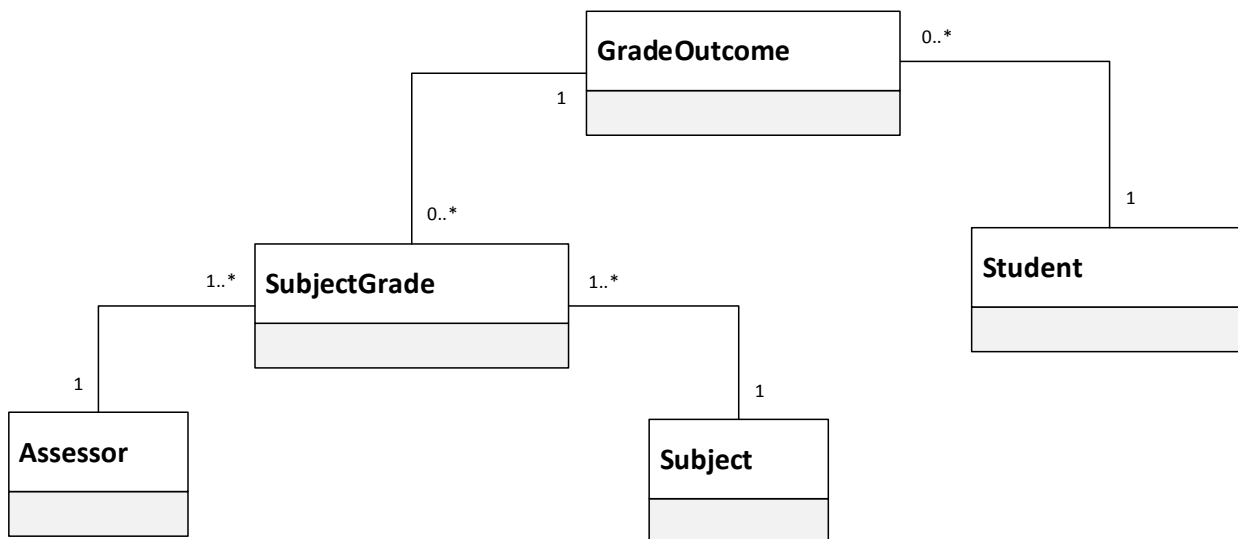 GradeOutcome
0..*
1
1
0..*
SubjectGrade
1..*
1..*
Student
1
1
Assessor
Subject